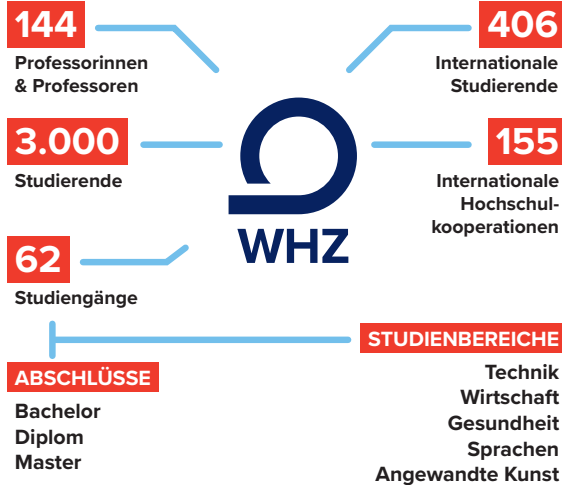 144
Professorinnen
& Professoren
406
Internationale
Studierende
3.000
Studierende
155
Internationale
Hochschul-
kooperationen
WHZ
62
Studiengänge
STUDIENBEREICHE
Technik
Wirtschaft
Gesundheit
Sprachen
Angewandte Kunst
ABSCHLÜSSE
Bachelor
Diplom
Master